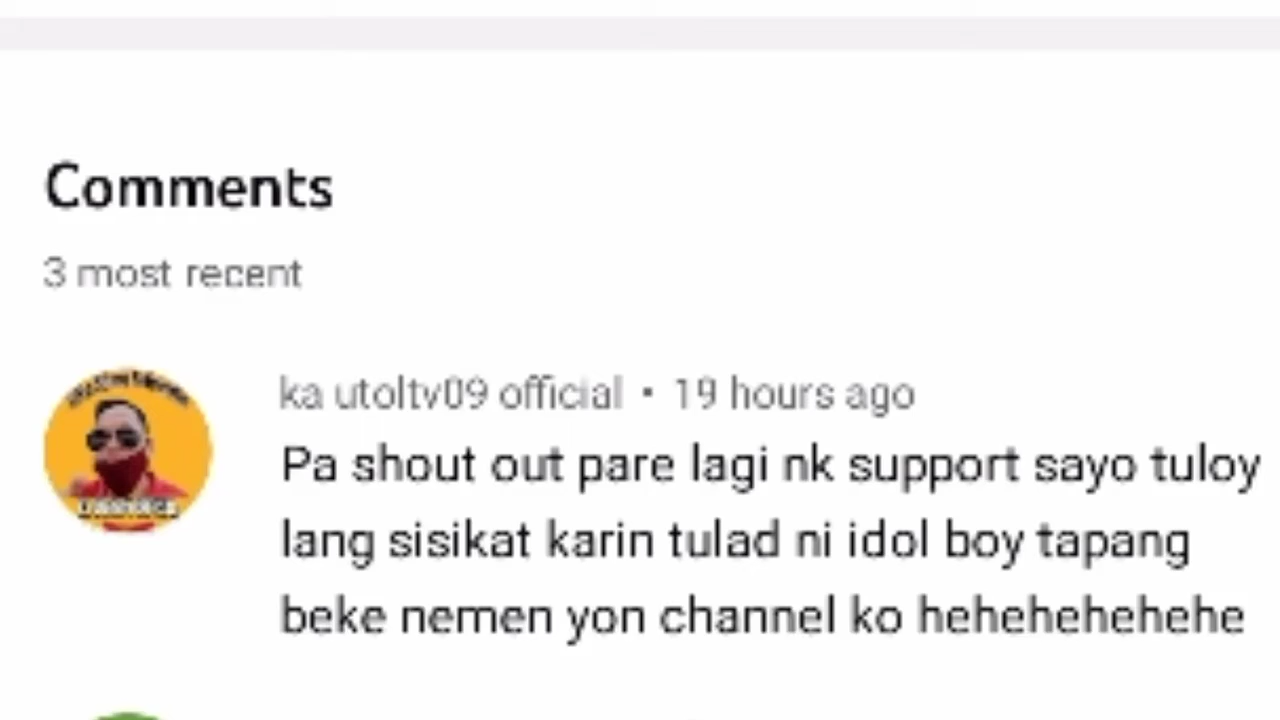 Comments
3 most recent
ka utoltv09 official • 19 hours ago
Pa shout out pare lagi nk support sayo tuloy
lang sisikat karin tulad ni idol boy tapang
beke nemen yon channel ko hehehehehehe